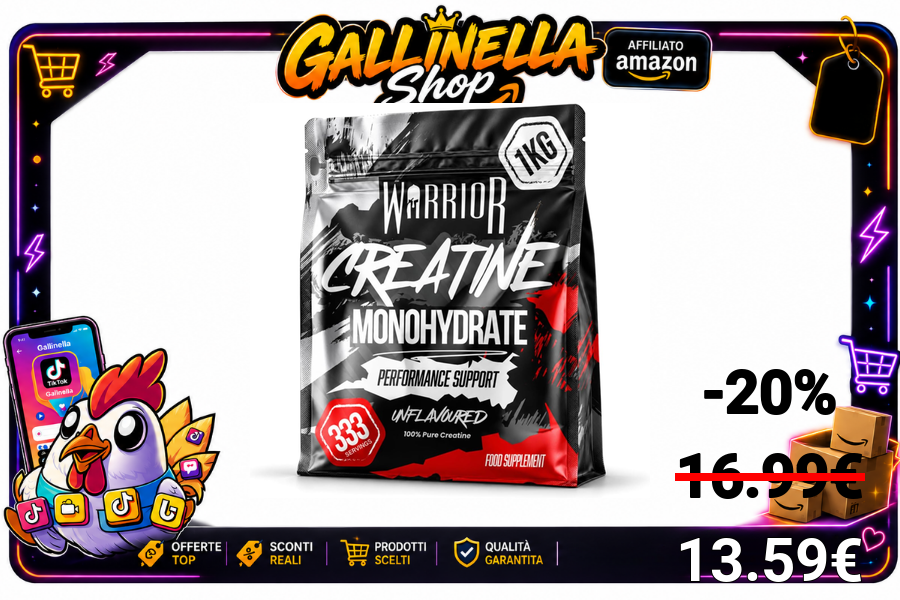 GALLINELLA
Shop
AFFILIATO
amazon
1KG
WARRIOR
CREATINE
MONOHYDRATE
PERFORMANCE SUPPORT
UNFLAVOURED
100% Pure Creatine
333
SERVINGS
FOOD SUPPLEMENT
Gallinella
TikTok
Gallinella
-20%
16.99€
13.59€
OFFERTE
TOP
SCONTI
REALI
PRODOTTI
SCELTI
QUALITÀ
GARANTITA